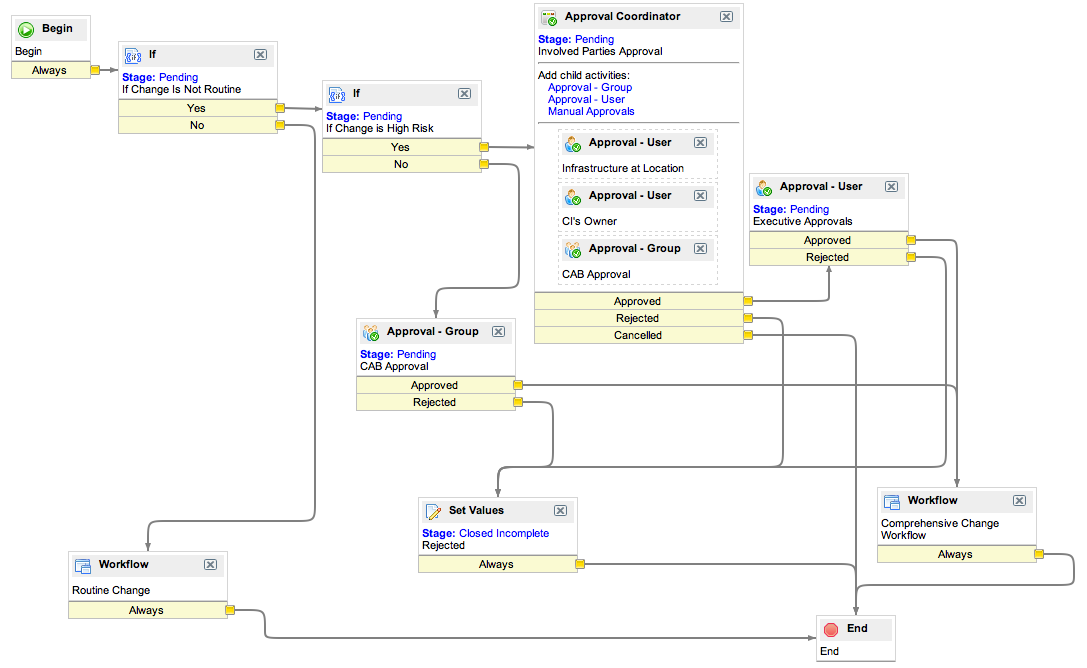 Begin
Begin
Always
If
Stage: Pending
If Change Is Not Routine
Yes
No
If
Stage: Pending
If Change is High Risk
Yes
No
Approval Coordinator
Stage: Pending
Involved Parties Approval
Add child activities:
Approval - Group
Approval - User
Manual Approvals
Approval - User
Infrastructure at Location
Approval - User
CI's Owner
Approval - Group
CAB Approval
Approved
Rejected
Cancelled
Approval - User
Stage: Pending
Executive Approvals
Approved
Rejected
Approval - Group
Stage: Pending
CAB Approval
Approved
Rejected
Set Values
Stage: Closed Incomplete
Rejected
Always
Workflow
Comprehensive Change
Workflow
Always
Workflow
Routine Change
Always
End
End